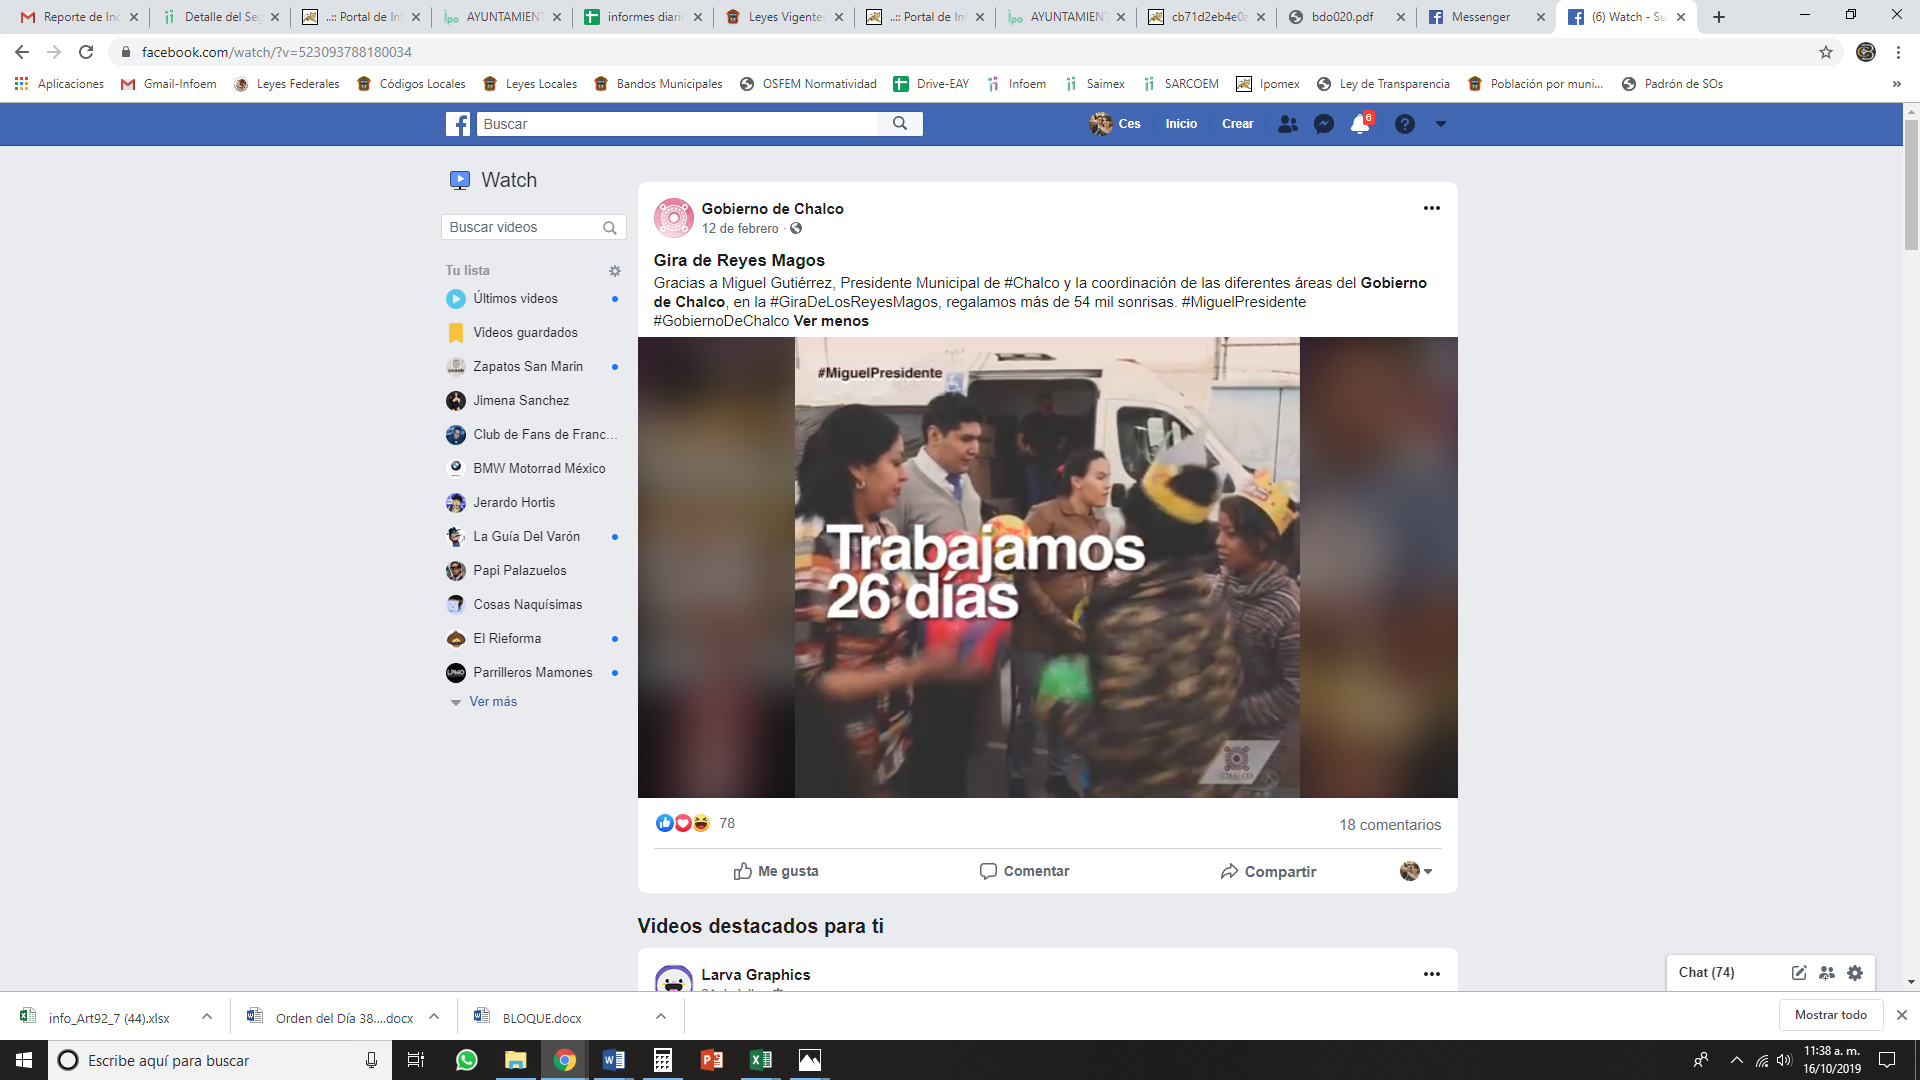 Reporte de Inc
Detalle del Seg
..:: Portal de Inf
AYUNTAMIENT
informes diario
Leyes Vigentes
..:: Portal de Inf
AYUNTAMIENT
cb71d2eb4e0a
bdo020.pdf
Messenger
(6) Watch - Su
facebook.com/watch/?v=523093788180034
Aplicaciones
Gmail-Infoem
Leyes Federales
Códigos Locales
Leyes Locales
Bandos Municipales
OSFEM Normatividad
Drive-EAY
Infoem
Saimex
SARCOEM
Ipomex
Ley de Transparencia
Población por muni...
Padrón de SOs
»
Buscar
Ces
Inicio
Crear
6
Watch
Buscar videos
Tu lista
Últimos videos
Videos guardados
Zapatos San Marin
Jimena Sanchez
Club de Fans de Franc...
BMW Motorrad México
Jerardo Hortis
La Guía Del Varón
Papi Palazuelos
Cosas Naquísimas
El Rieforma
Parrilleros Mamones
Ver más
Gobierno de Chalco
12 de febrero ·
Gira de Reyes Magos
Gracias a Miguel Gutiérrez, Presidente Municipal de #Chalco y la coordinación de las diferentes áreas del Gobierno
de Chalco, en la #GiraDeLosReyesMagos, regalamos más de 54 mil sonrisas. #MiguelPresidente
#GobiernoDeChalco Ver menos
#MiguelPresidente
Trabajamos
26 días
CHALCO
78
18 comentarios
Me gusta
Comentar
Compartir
Videos destacados para ti
Larva Graphics
Chat (74)
info_Art92_7 (44).xlsx
Orden del Día 38....docx
BLOQUE.docx
Mostrar todo
Escribe aquí para buscar
11:38 a. m.
16/10/2019